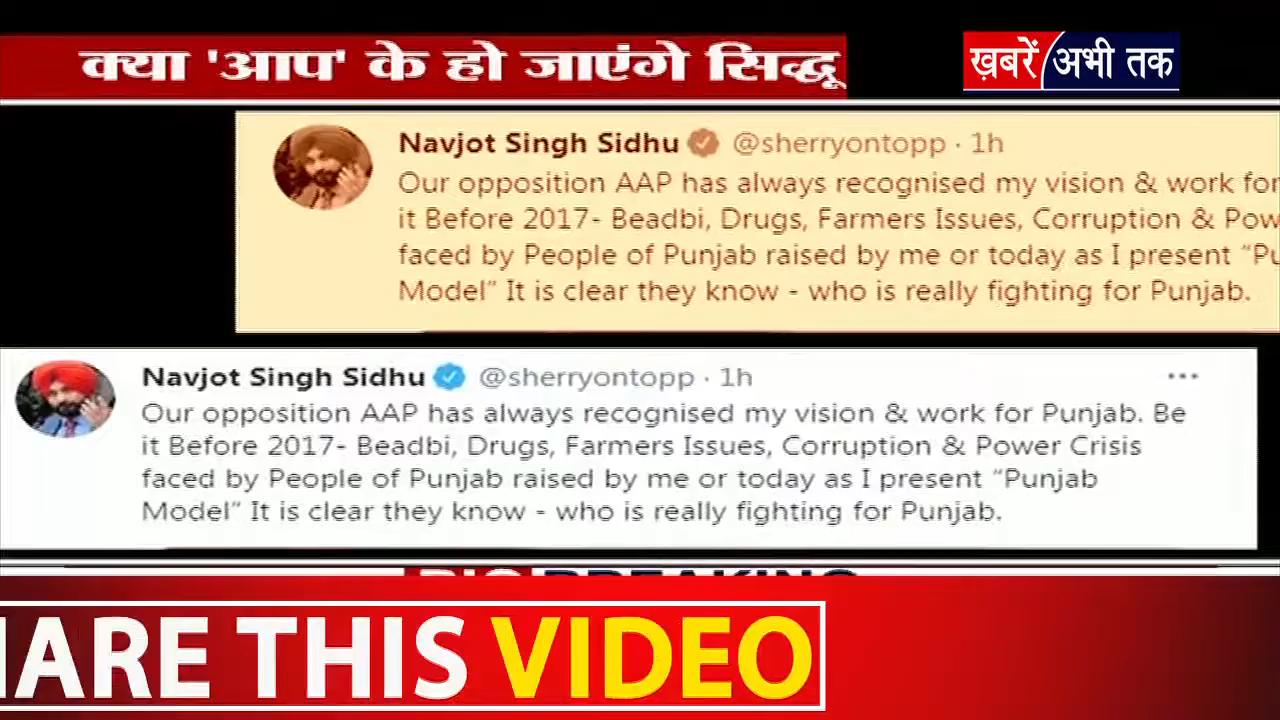 क्या 'आप' के हो जाएंगे सिद्धू
ख़बरें अभी तक
Navjot Singh Sidhu @sherryontopp · 1h
Our opposition AAP has always recognised my vision & work for
it Before 2017- Beadbi, Drugs, Farmers Issues, Corruption & Pow
faced by People of Punjab raised by me or today as I present “Pu
Model” It is clear they know - who is really fighting for Punjab.
Navjot Singh Sidhu @sherryontopp · 1h
Our opposition AAP has always recognised my vision & work for Punjab. Be
it Before 2017- Beadbi, Drugs, Farmers Issues, Corruption & Power Crisis
faced by People of Punjab raised by me or today as I present “Punjab
Model” It is clear they know - who is really fighting for Punjab.
BIG BREAKING
HARE THIS VIDEO